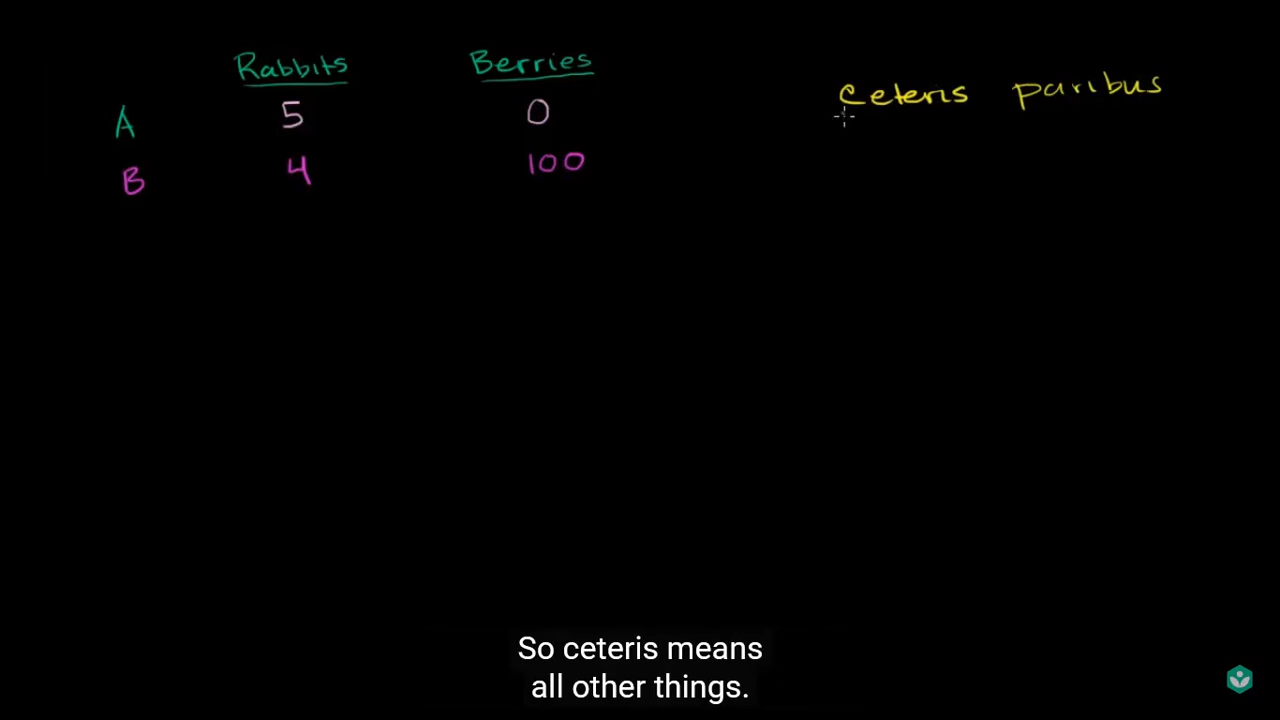 Rabbits Berries
Ceteris paribus
A 5 0
B 4 100
So ceteris means
all other things.